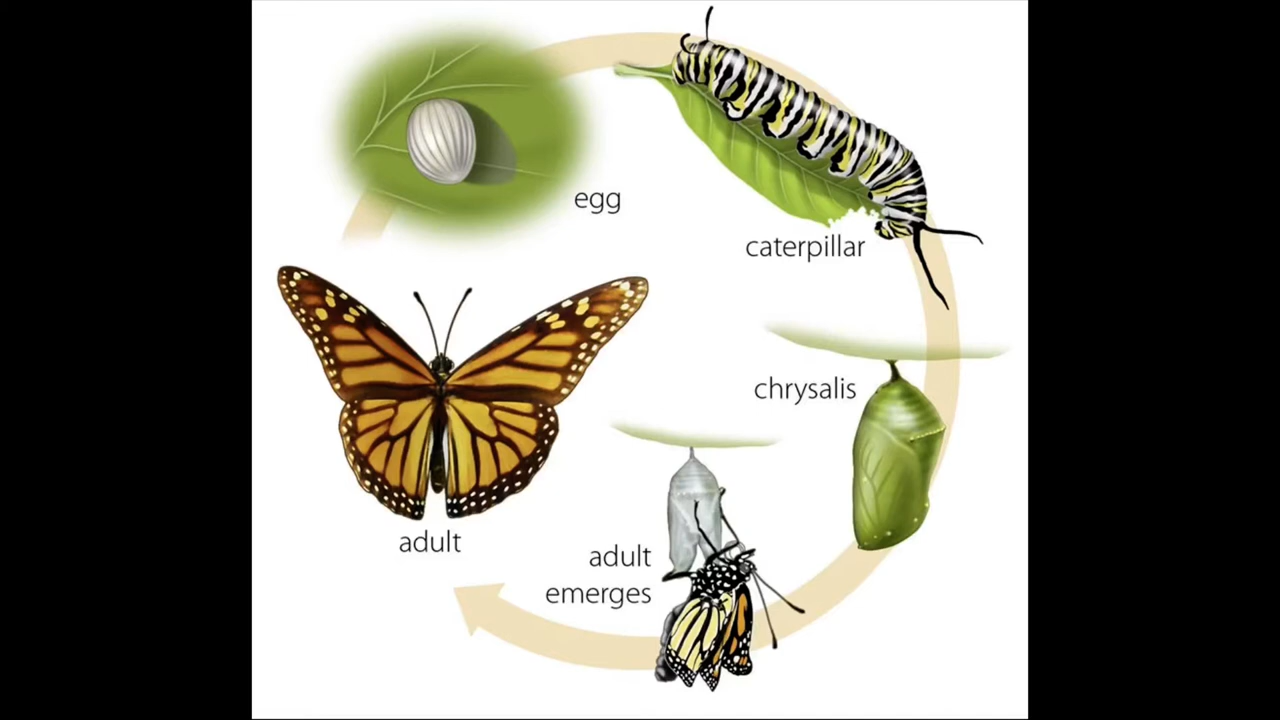 egg
caterpillar
chrysalis
adult
emerges
adult